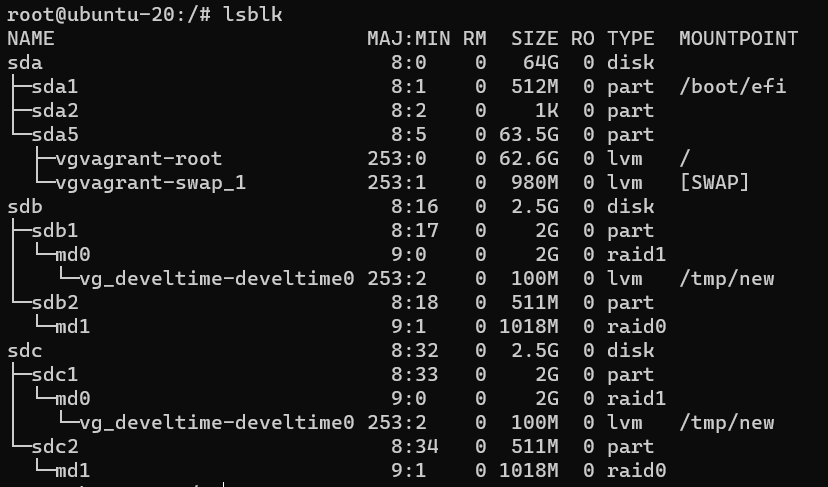 root@ubuntu-20:/# lsblk
NAME                          MAJ:MIN RM  SIZE RO TYPE  MOUNTPOINT
sda                             8:0    0   64G  0 disk
├─sda1                          8:1    0  512M  0 part  /boot/efi
├─sda2                          8:2    0    1K  0 part
└─sda5                          8:5    0 63.5G  0 part
  ├─vgvagrant-root            253:0    0 62.6G  0 lvm   /
  └─vgvagrant-swap_1          253:1    0  980M  0 lvm   [SWAP]
sdb                             8:16   0  2.5G  0 disk
├─sdb1                          8:17   0    2G  0 part
│ └─md0                         9:0    0    2G  0 raid1
│   └─vg_develtime-develtime0 253:2    0  100M  0 lvm   /tmp/new
└─sdb2                          8:18   0  511M  0 part
  └─md1                         9:1    0 1018M  0 raid0
sdc                             8:32   0  2.5G  0 disk
├─sdc1                          8:33   0    2G  0 part
│ └─md0                         9:0    0    2G  0 raid1
│   └─vg_develtime-develtime0 253:2    0  100M  0 lvm   /tmp/new
└─sdc2                          8:34   0  511M  0 part
  └─md1                         9:1    0 1018M  0 raid0